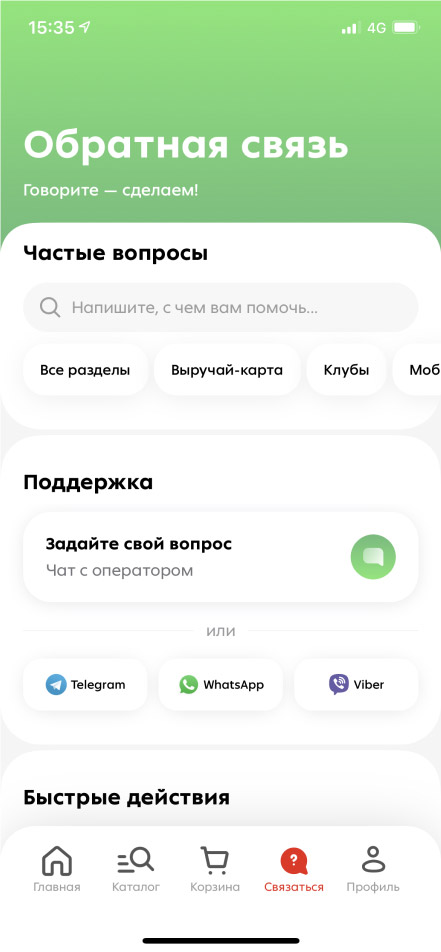 15:35 4G
Обратная связь
Говорите — сделаем!
Частые вопросы
Напишите, с чем вам помочь...
Все разделы Выручай-карта Клубы Моб
Поддержка
Задайте свой вопрос
Чат с оператором
или
Telegram WhatsApp Viber
Быстрые действия
Главная Каталог Корзина Связаться Профиль